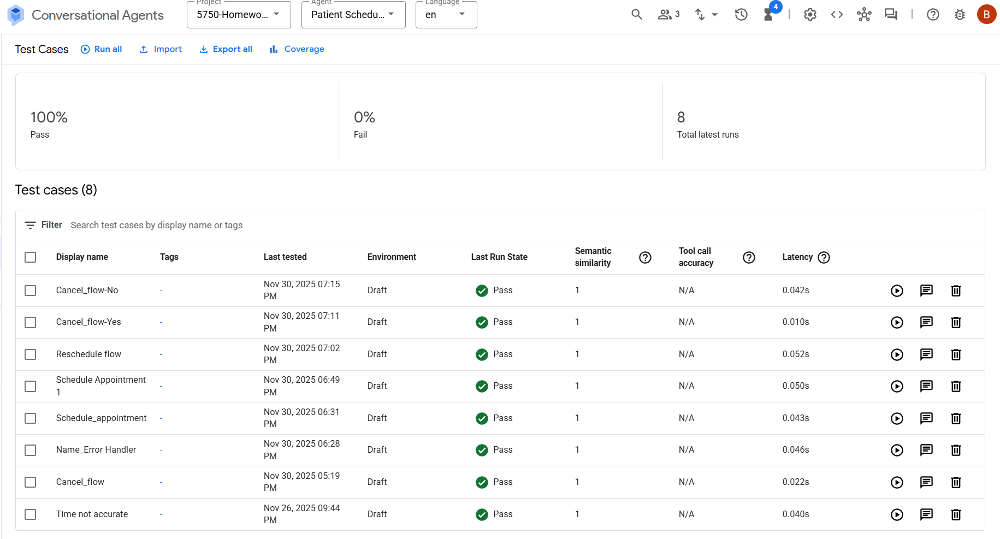 Project
Agent
Language
Conversational Agents
5750-Homewo...
Patient Schedu...
en
3
4
B
Test Cases
Run all
Import
Export all
Coverage
100%
Pass
0%
Fail
8
Total latest runs
Test cases (8)
Filter
Search test cases by display name or tags
Display name
Tags
Last tested
Environment
Last Run State
Semantic
similarity
Tool call
accuracy
Latency
Cancel_flow-No
-
Nov 30, 2025 07:15
PM
Draft
Pass
1
N/A
0.042s
Cancel_flow-Yes
-
Nov 30, 2025 07:11
PM
Draft
Pass
1
N/A
0.010s
Reschedule flow
-
Nov 30, 2025 07:02
PM
Draft
Pass
1
N/A
0.052s
Schedule Appointment
1
-
Nov 30, 2025 06:49
PM
Draft
Pass
1
N/A
0.050s
Schedule_appointment
-
Nov 30, 2025 06:31
PM
Draft
Pass
1
N/A
0.043s
Name_Error Handler
-
Nov 30, 2025 06:28
PM
Draft
Pass
1
N/A
0.046s
Cancel_flow
-
Nov 30, 2025 05:19
PM
Draft
Pass
1
N/A
0.022s
Time not accurate
-
Nov 26, 2025 09:44
PM
Draft
Pass
1
N/A
0.040s